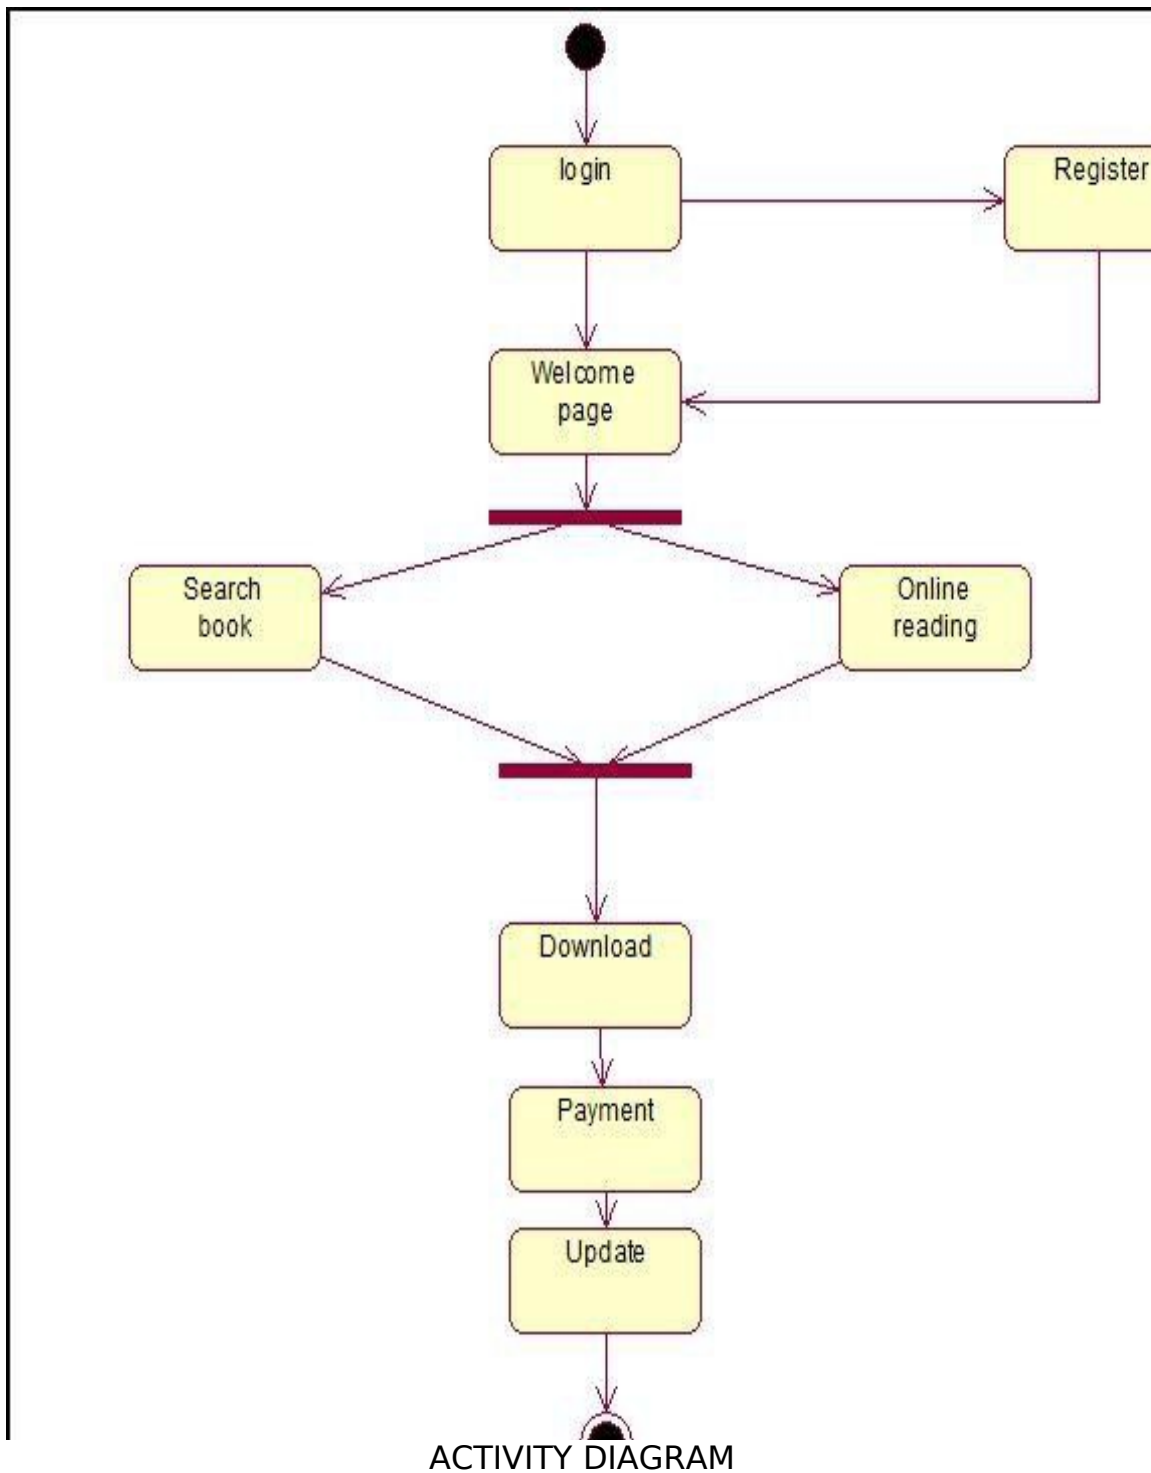 login
Register
Welcome
page
Search
book
Online
reading
Download
Payment
Update
ACTIVITY DIAGRAM